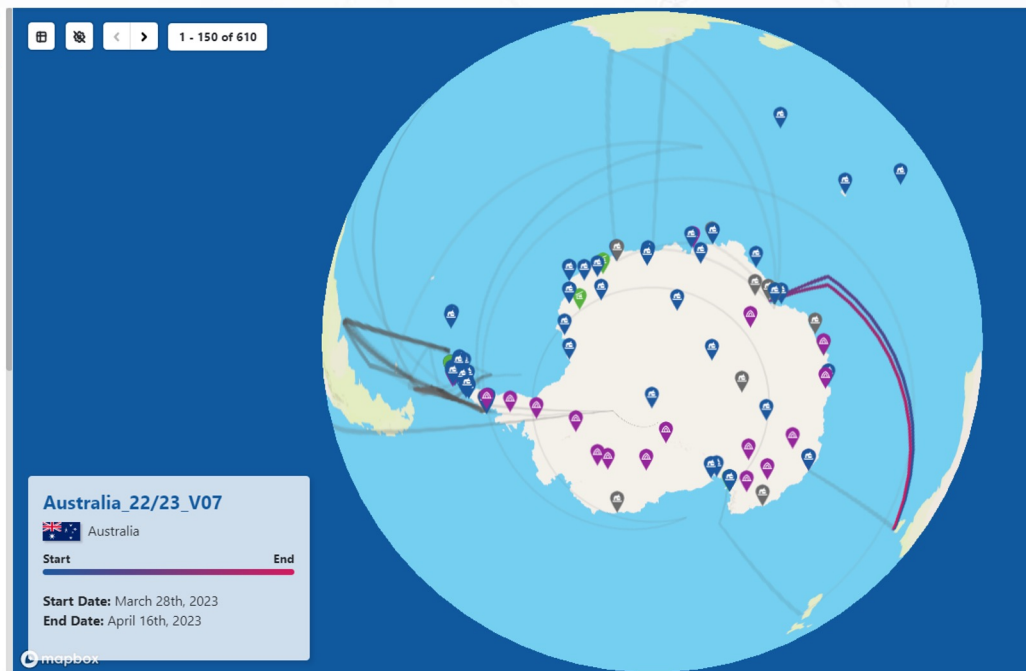 1 - 150 of 610
Australia_22/23_V07
Australia
Start End
Start Date: March 28th, 2023
End Date: April 16th, 2023
mapbox